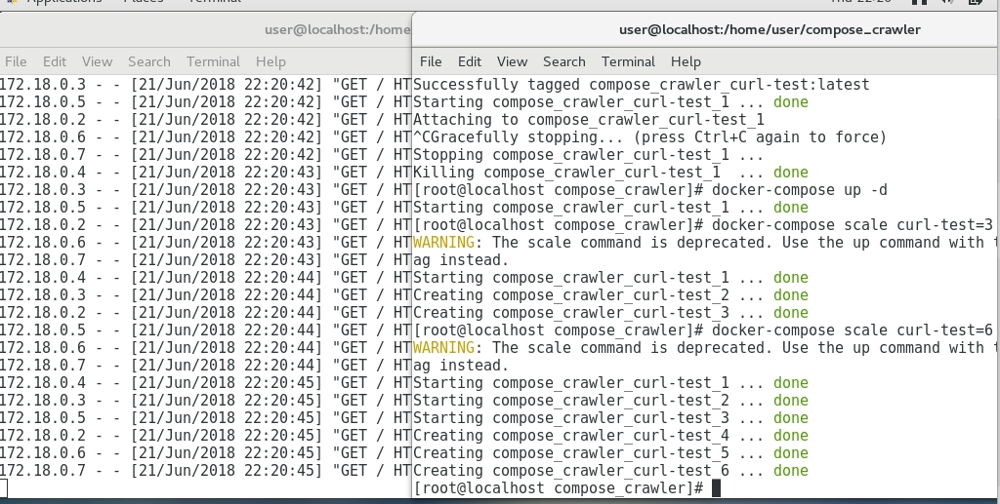 Applications Places Terminal Thu 22:20
user@localhost:/home
File Edit View Search Terminal Help
172.18.0.3 - - [21/Jun/2018 22:20:42] "GET / HT
172.18.0.5 - - [21/Jun/2018 22:20:42] "GET / HT
172.18.0.2 - - [21/Jun/2018 22:20:42] "GET / HT
172.18.0.6 - - [21/Jun/2018 22:20:42] "GET / HT
172.18.0.7 - - [21/Jun/2018 22:20:42] "GET / HT
172.18.0.4 - - [21/Jun/2018 22:20:43] "GET / HT
172.18.0.3 - - [21/Jun/2018 22:20:43] "GET / HT
172.18.0.5 - - [21/Jun/2018 22:20:43] "GET / HT
172.18.0.2 - - [21/Jun/2018 22:20:43] "GET / HT
172.18.0.6 - - [21/Jun/2018 22:20:43] "GET / HT
172.18.0.7 - - [21/Jun/2018 22:20:43] "GET / HT
172.18.0.4 - - [21/Jun/2018 22:20:44] "GET / HT
172.18.0.3 - - [21/Jun/2018 22:20:44] "GET / HT
172.18.0.2 - - [21/Jun/2018 22:20:44] "GET / HT
172.18.0.5 - - [21/Jun/2018 22:20:44] "GET / HT
172.18.0.6 - - [21/Jun/2018 22:20:44] "GET / HT
172.18.0.7 - - [21/Jun/2018 22:20:44] "GET / HT
172.18.0.4 - - [21/Jun/2018 22:20:45] "GET / HT
172.18.0.3 - - [21/Jun/2018 22:20:45] "GET / HT
172.18.0.5 - - [21/Jun/2018 22:20:45] "GET / HT
172.18.0.2 - - [21/Jun/2018 22:20:45] "GET / HT
172.18.0.6 - - [21/Jun/2018 22:20:45] "GET / HT
172.18.0.7 - - [21/Jun/2018 22:20:45] "GET / HT
user@localhost:/home/user/compose_crawler
File Edit View Search Terminal Help
Successfully tagged compose_crawler_curl-test:latest
Starting compose_crawler_curl-test_1 ... done
Attaching to compose_crawler_curl-test_1
^CGracefully stopping... (press Ctrl+C again to force)
Stopping compose_crawler_curl-test_1 ...
Killing compose_crawler_curl-test_1  ... done
[root@localhost compose_crawler]# docker-compose up -d
Starting compose_crawler_curl-test_1 ... done
[root@localhost compose_crawler]# docker-compose scale curl-test=3
WARNING: The scale command is deprecated. Use the up command with t
ag instead.
Starting compose_crawler_curl-test_1 ... done
Creating compose_crawler_curl-test_2 ... done
Creating compose_crawler_curl-test_3 ... done
[root@localhost compose_crawler]# docker-compose scale curl-test=6
WARNING: The scale command is deprecated. Use the up command with t
ag instead.
Starting compose_crawler_curl-test_1 ... done
Starting compose_crawler_curl-test_2 ... done
Starting compose_crawler_curl-test_3 ... done
Creating compose_crawler_curl-test_4 ... done
Creating compose_crawler_curl-test_5 ... done
Creating compose_crawler_curl-test_6 ... done
[root@localhost compose_crawler]#